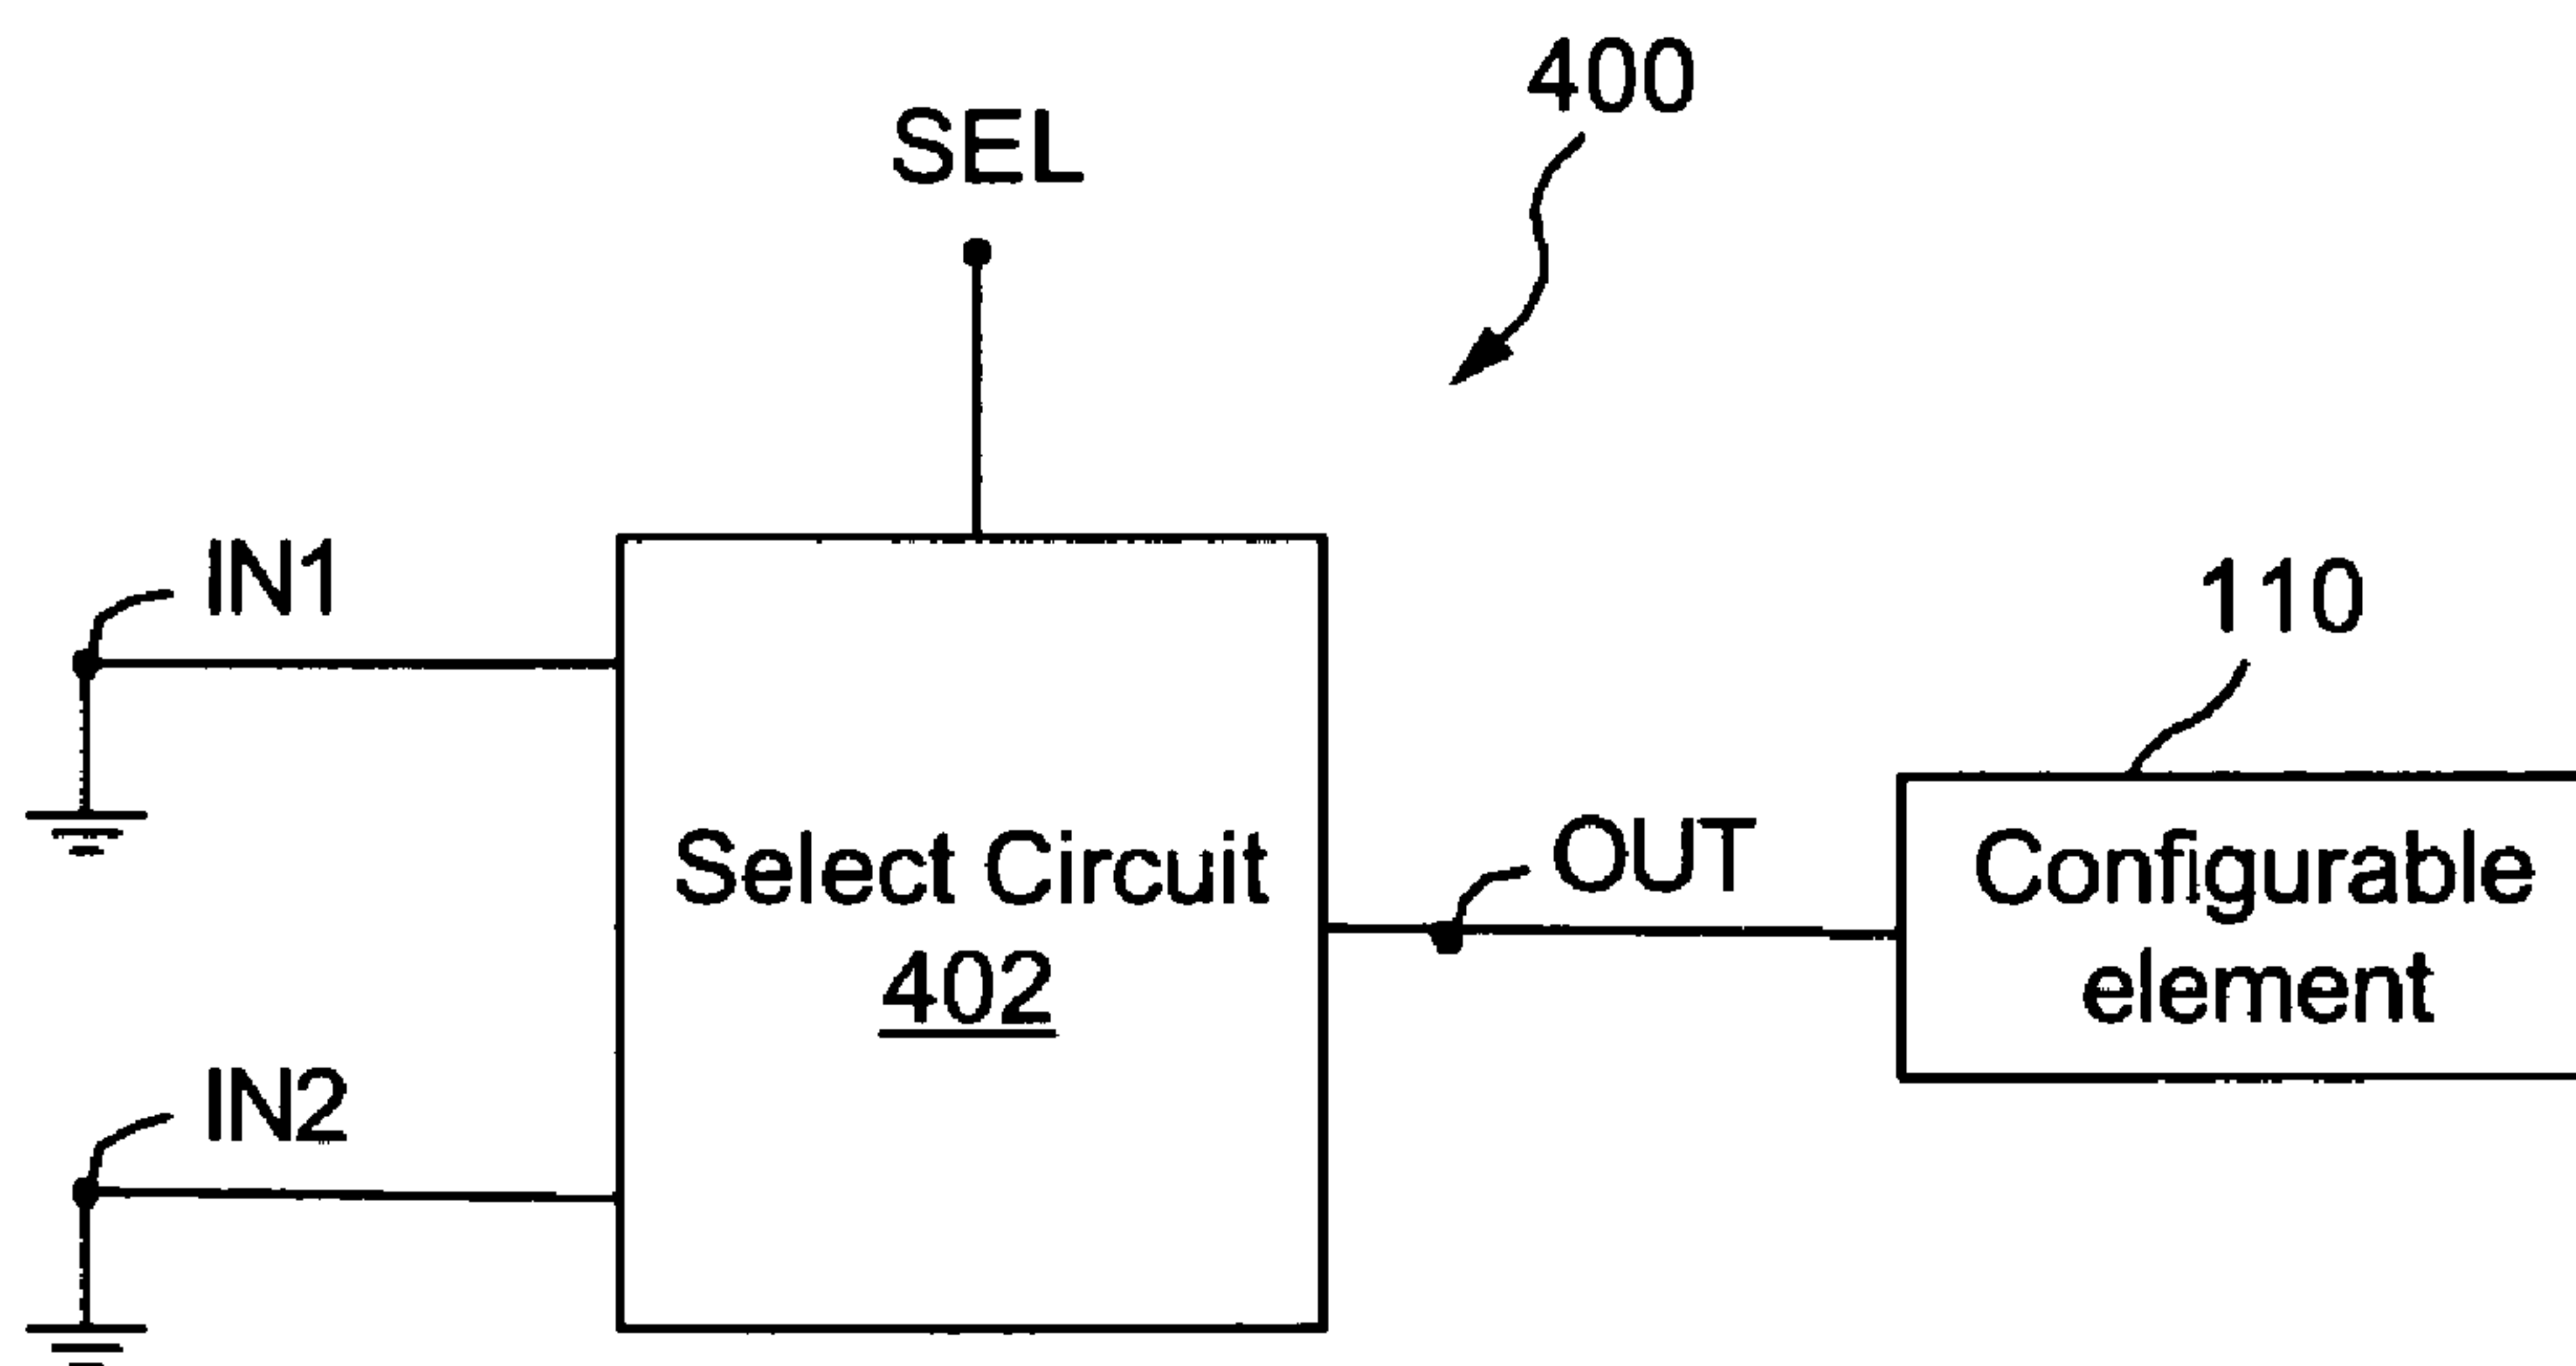 400
SEL
IN1
110
Select Circuit
402
OUT
Configurable
element
IN2